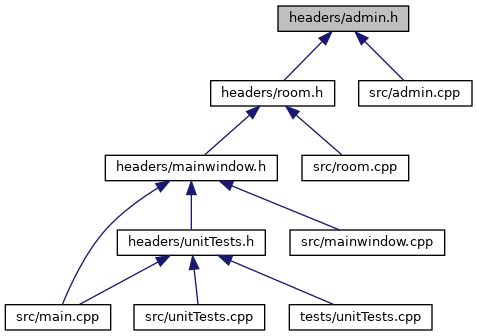 headers/admin.h
headers/room.h
src/admin.cpp
headers/mainwindow.h
src/room.cpp
headers/unitTests.h
src/mainwindow.cpp
src/main.cpp
src/unitTests.cpp
tests/unitTests.cpp